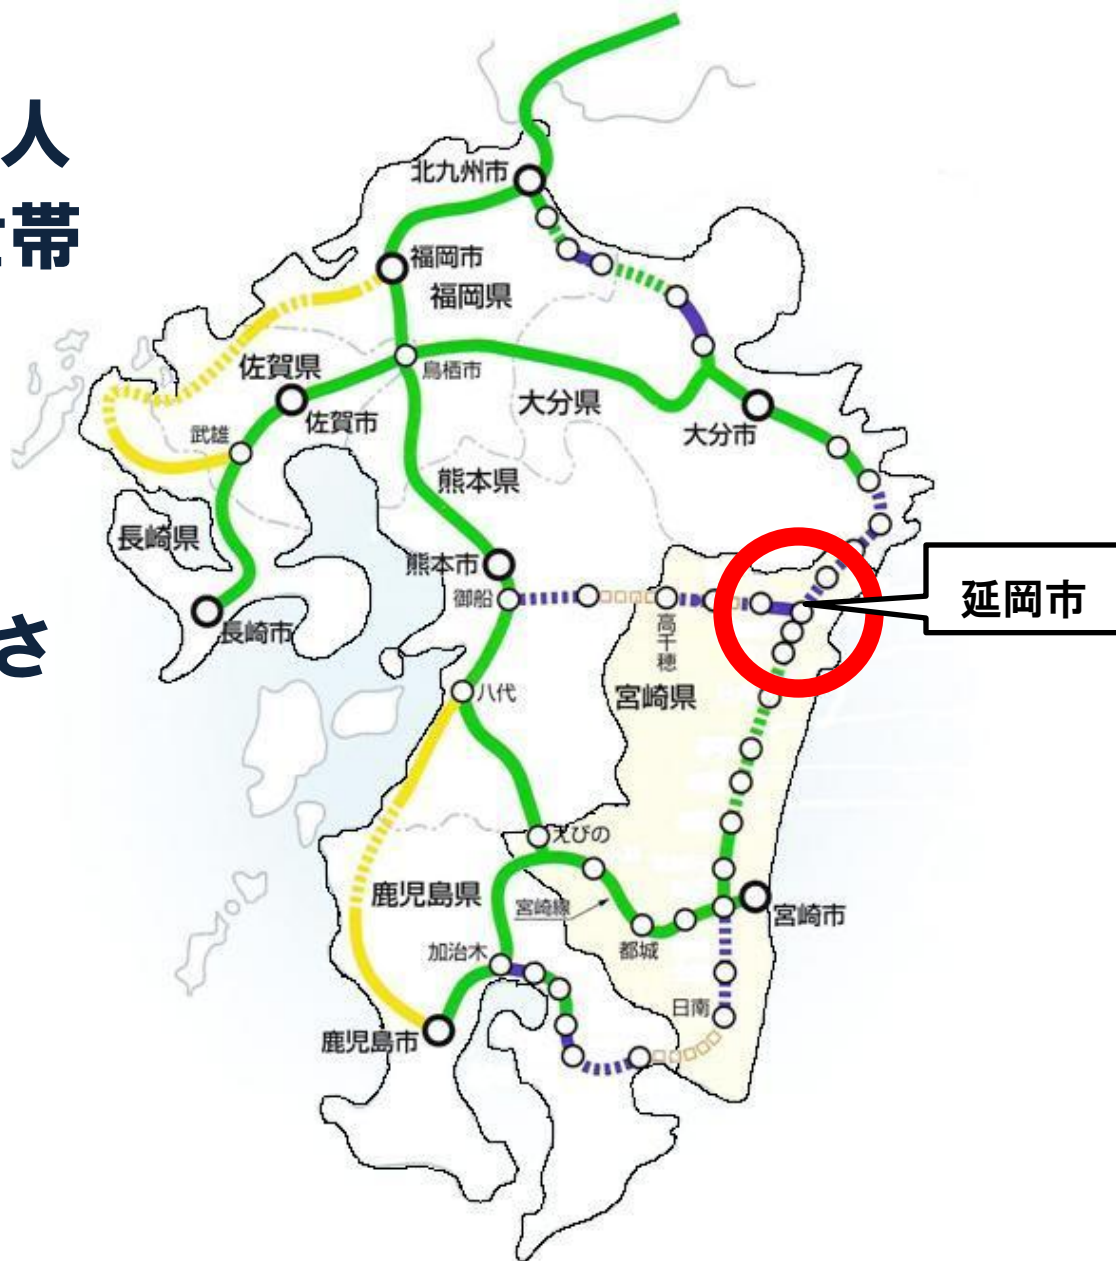 人
世帯
さ
北九州市
福岡市
福岡県
佐賀県
鳥栖市
大分県
佐賀市
大分市
武雄
熊本県
長崎県
熊本市
御船
延岡市
長崎市
高千穂
八代
宮崎県
えびの
鹿児島県
宮崎線
宮崎市
都城
加治木
日南
鹿児島市